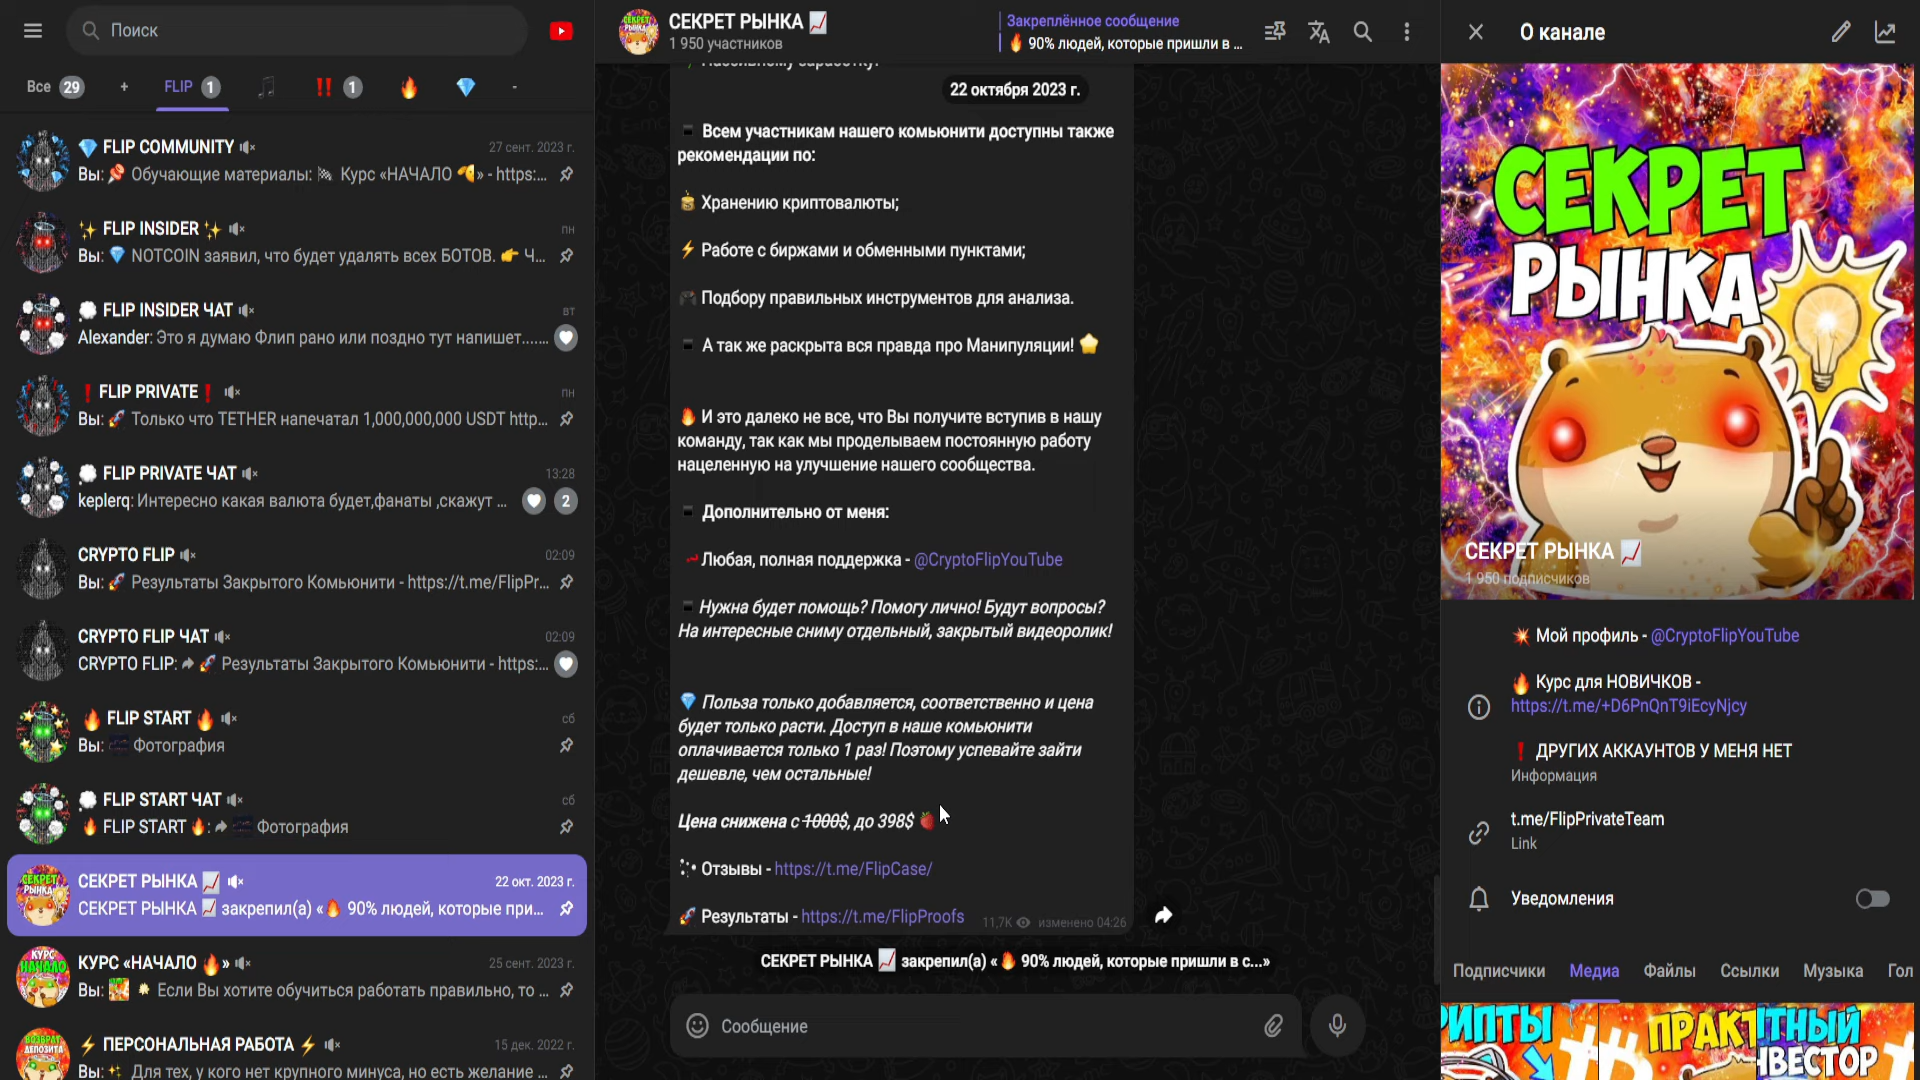 Поиск
Все 29
+
FLIP 1
1
-
FLIP COMMUNITY
27 сент. 2023 г.
Вы: Обучающие материалы: Курс «НАЧАЛО » - https:...
FLIP INSIDER
пн
Вы: NOTCOIN заявил, что будет удалять всех БОТОВ. Ч...
FLIP INSIDER ЧАТ
вт
Alexander: Это я думаю Флип рано или поздно тут напишет......
FLIP PRIVATE
пн
Вы: Только что TETHER напечатал 1,000,000,000 USDT http...
FLIP PRIVATE ЧАТ
13:28
keplerq: Интересно какая валюта будет,фанаты ,скажут ...
2
CRYPTO FLIP
02:09
Вы: Результаты Закрытого Комьюнити - https://t.me/FlipPr...
CRYPTO FLIP ЧАТ
02:09
CRYPTO FLIP: Результаты Закрытого Комьюнити - https:...
FLIP START
сб
Вы: Фотография
FLIP START ЧАТ
сб
FLIP START : Фотография
СЕКРЕТ РЫНКА
22 окт. 2023 г.
СЕКРЕТ РЫНКА закрепил(а) « 90% людей, которые при...
КУРС «НАЧАЛО »
25 сент. 2023 г.
Вы: Если Вы хотите обучиться работать правильно, то ...
ПЕРСОНАЛЬНАЯ РАБОТА
15 дек. 2022 г.
Вы: Для тех, у кого нет крупного минуса, но есть желание ...
СЕКРЕТ РЫНКА
1 950 участников
Закреплённое сообщение
90% людей, которые пришли в ...
22 октября 2023 г.
Всем участникам нашего комьюнити доступны также
рекомендации по:
Хранению криптовалюты;
Работе с биржами и обменными пунктами;
Подбору правильных инструментов для анализа.
А так же раскрыта вся правда про Манипуляции!
И это далеко не все, что Вы получите вступив в нашу
команду, так как мы проделываем постоянную работу
нацеленную на улучшение нашего сообщества.
Дополнительно от меня:
Любая, полная поддержка - @CryptoFlipYouTube
Нужна будет помощь? Помогу лично! Будут вопросы?
На интересные сниму отдельный, закрытый видеоролик!
Польза только добавляется, соответственно и цена
будет только расти. Доступ в наше комьюнити
оплачивается только 1 раз! Поэтому успевайте зайти
дешевле, чем остальные!
Цена снижена с 1000$, до 398$
Отзывы - https://t.me/FlipCase/
Результаты - https://t.me/FlipProofs
11,7K изменено 04:26
СЕКРЕТ РЫНКА закрепил(а) « 90% людей, которые пришли в с...»
Сообщение
О канале
СЕКРЕТ
РЫНКА
СЕКРЕТ РЫНКА
1 950 подписчиков
Мой профиль - @CryptoFlipYouTube
Курс для НОВИЧКОВ -
https://t.me/+D6PnQnT9iEcyNjcy
ДРУГИХ АККАУНТОВ У МЕНЯ НЕТ
Информация
t.me/FlipPrivateTeam
Link
Уведомления
Подписчики
Медиа
Файлы
Ссылки
Музыка
Гол